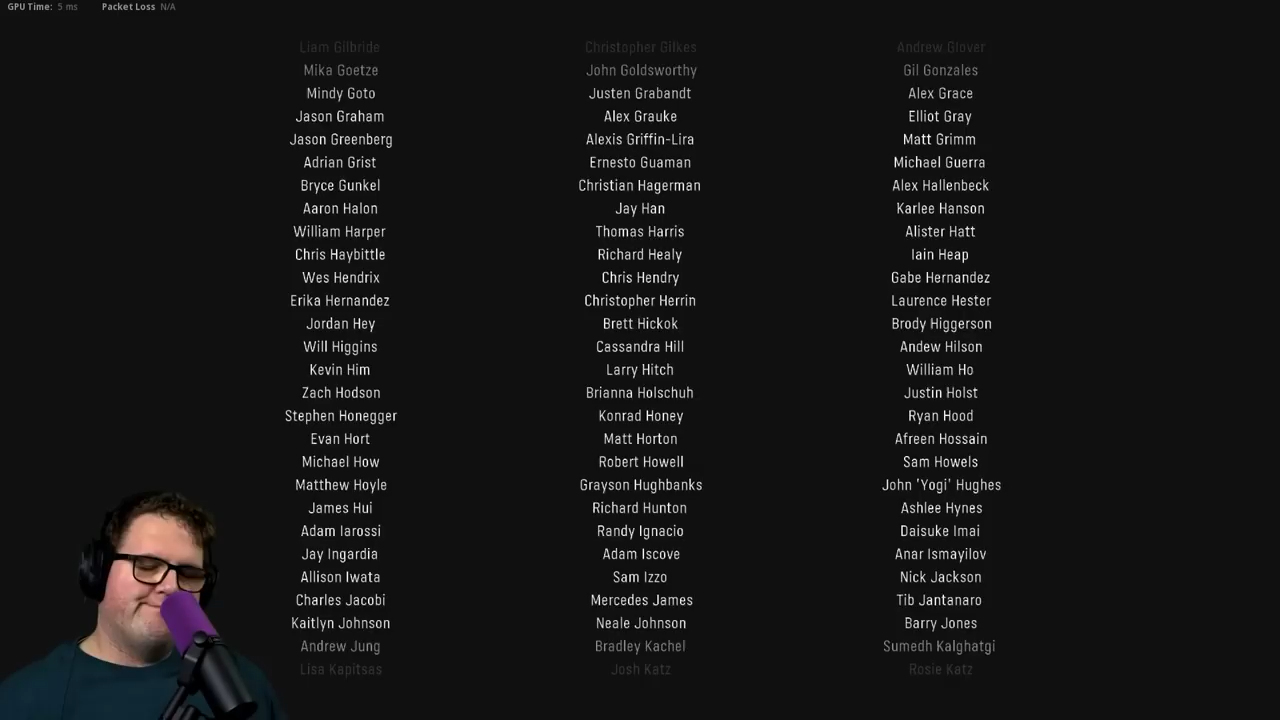 GPU Time: 5 ms Packet Loss N/A
Liam Gilbride Christopher Gilkes Andrew Glover
Mika Goetze John Goldsworthy Gil Gonzales
Mindy Goto Justen Grabandt Alex Grace
Jason Graham Alex Grauke Elliot Gray
Jason Greenberg Alexis Griffin-Lira Matt Grimm
Adrian Grist Ernesto Guaman Michael Guerra
Bryce Gunkel Christian Hagerman Alex Hallenbeck
Aaron Halon Jay Han Karlee Hanson
William Harper Thomas Harris Alister Hatt
Chris Haybittle Richard Healy Iain Heap
Wes Hendrix Chris Hendry Gabe Hernandez
Erika Hernandez Christopher Herrin Laurence Hester
Jordan Hey Brett Hickok Brody Higgerson
Will Higgins Cassandra Hill Andew Hilson
Kevin Him Larry Hitch William Ho
Zach Hodson Brianna Holschuh Justin Holst
Stephen Honegger Konrad Honey Ryan Hood
Evan Hort Matt Horton Afreen Hossain
Michael How Robert Howell Sam Howels
Matthew Hoyle Grayson Hughbanks John 'Yogi' Hughes
James Hui Richard Hunton Ashlee Hynes
Adam Iarossi Randy Ignacio Daisuke Imai
Jay Ingardia Adam Iscove Anar Ismayilov
Allison Iwata Sam Izzo Nick Jackson
Charles Jacobi Mercedes James Tib Jantanaro
Kaitlyn Johnson Neale Johnson Barry Jones
Andrew Jung Bradley Kachel Sumedh Kalghatgi
Lisa Kapitsas Josh Katz Rosie Katz